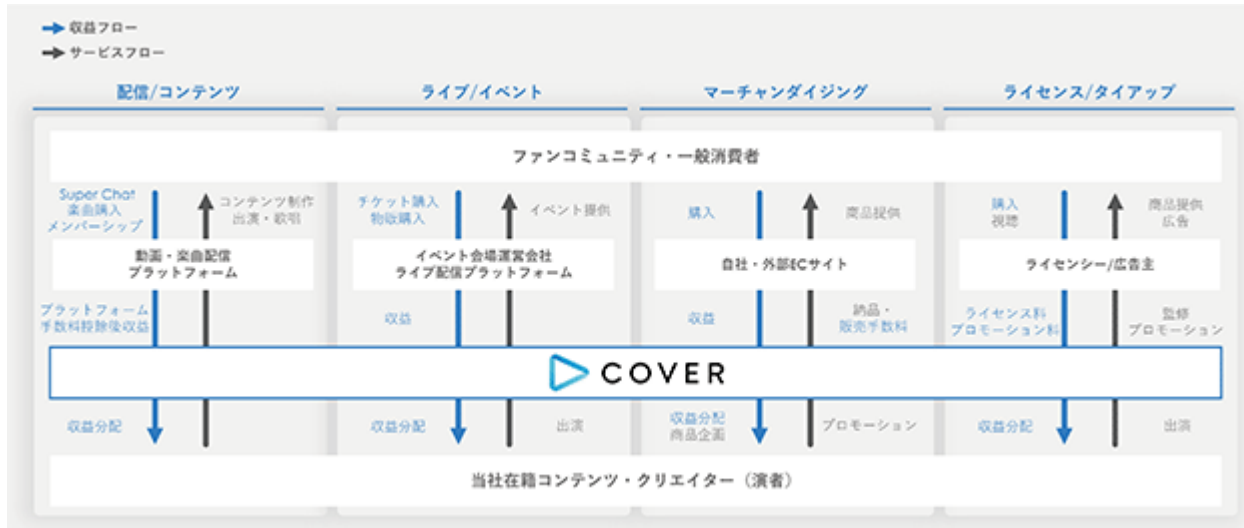 収益フロー
サービスフロー
配信/コンテンツ
ライブ/イベント
マーチャンダイジング
ライセンス/タイアップ
ファンコミュニティ・一般消費者
Super Chat
楽曲購入
メンバーシップ
コンテンツ制作
出演・歌唱
チケット購入
物販購入
イベント提供
購入
商品提供
購入
視聴
商品提供
広告
動画・楽曲配信
プラットフォーム
イベント会場運営会社
ライブ配信プラットフォーム
自社・外部ECサイト
ライセンシー/広告主
プラットフォーム
手数料控除後収益
収益
収益
納品・
販売手数料
ライセンス料
プロモーション料
監修
プロモーション
COVER
収益分配
収益分配
出演
収益分配
商品企画
プロモーション
収益分配
出演
当社在籍コンテンツ・クリエイター（演者）